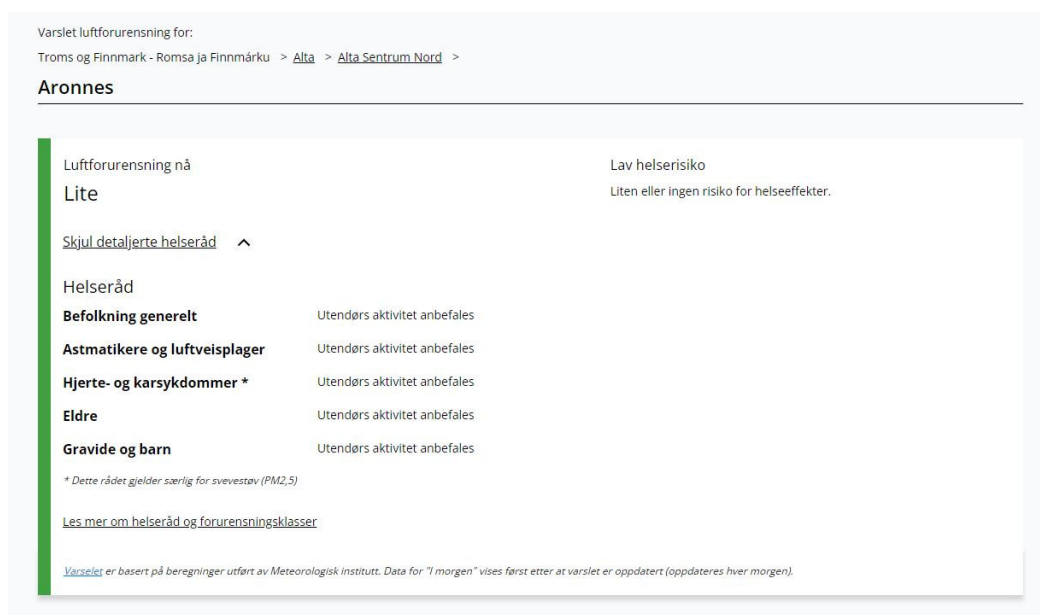 Varslet luftforurensning for:
Troms og Finnmark - Romsa ja Finnmárku > Alta > Alta Sentrum Nord >
Aronnes
Luftforurensning nå
Lite
Lav helserisiko
Liten eller ingen risiko for helseeffekter.
Skjul detaljerte helseråd
Helseråd
Befolkning generelt Utendørs aktivitet anbefales
Astmatikere og luftveisplager Utendørs aktivitet anbefales
Hjerte- og karsykdommer * Utendørs aktivitet anbefales
Eldre Utendørs aktivitet anbefales
Gravide og barn Utendørs aktivitet anbefales
* Dette rådet gjelder særlig for svevestøv (PM2,5)
Les mer om helseråd og forurensningsklasser
Varselet er basert på beregninger utført av Meteorologisk institutt. Data for "I morgen" vises først etter at varslet er oppdatert (oppdateres hver morgen).